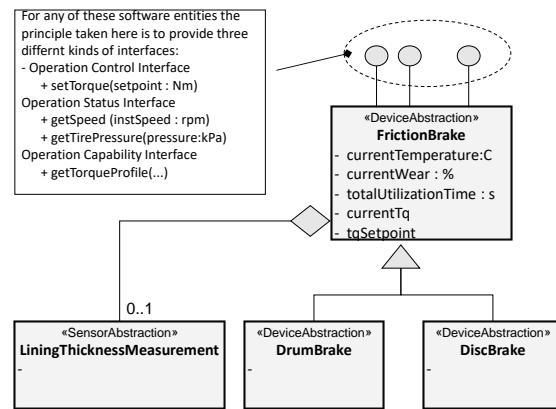 For any of these software entities the
principle taken here is to provide three
differnt kinds of interfaces:
- Operation Control Interface
+ setTorque(setpoint : Nm)
Operation Status Interface
+ getSpeed (instSpeed : rpm)
+ getTirePressure(pressure:kPa)
Operation Capability Interface
+ getTorqueProfile(...)
«DeviceAbstraction»
FrictionBrake
- currentTemperature:C
- currentWear : %
- totalUtilizationTime : s
- currentTq
- tqSetpoint
0..1
«SensorAbstraction»
LiningThicknessMeasurement
-
«DeviceAbstraction»
DrumBrake
-
«DeviceAbstraction»
DiscBrake
-